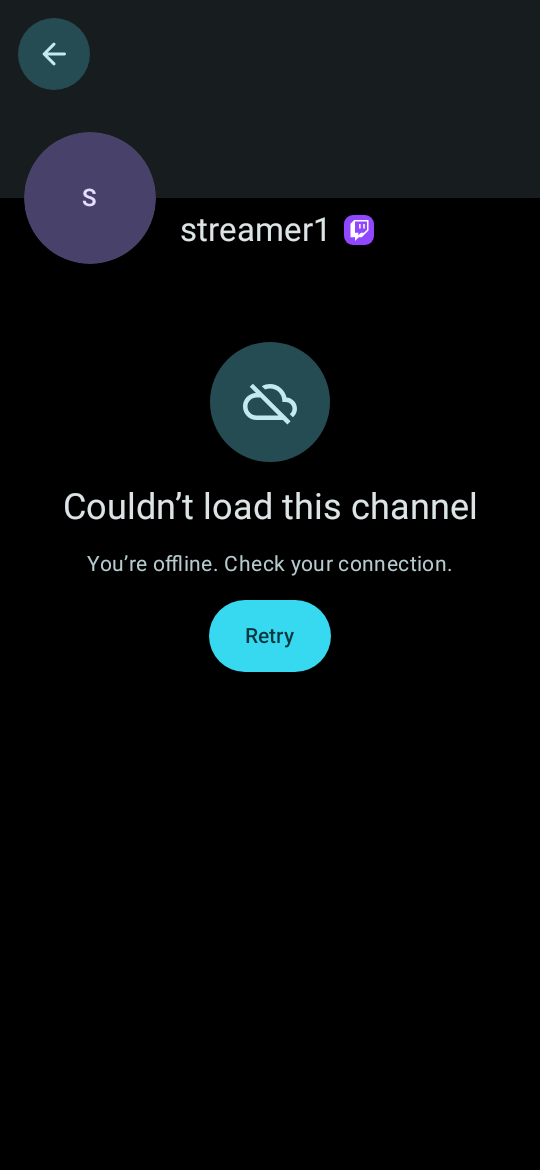 s
streamer1
Couldn’t load this channel
You’re offline. Check your connection.
Retry